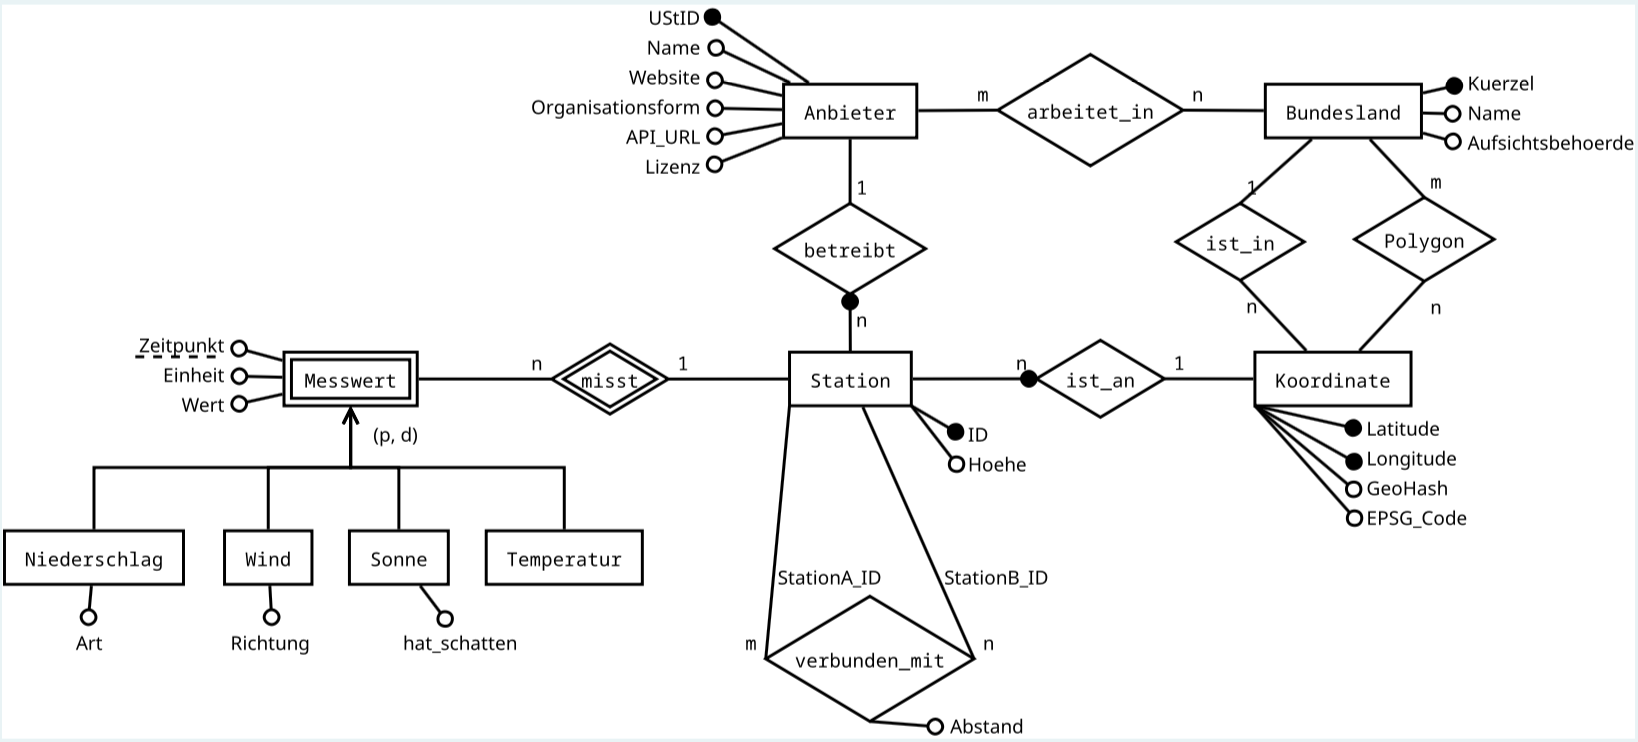 UStID
Name
Website
Organisationsform
API_URL
Lizenz
Anbieter
m
arbeitet_in
n
Bundesland
Kuerzel
Name
Aufsichtsbehoerde
1
betreibt
n
1
ist_in
n
m
Polygon
n
Zeitpunkt
Einheit
Wert
Messwert
n
misst
1
Station
n
ist_an
1
Koordinate
(p, d)
ID
Hoehe
Latitude
Longitude
GeoHash
EPSG_Code
Niederschlag
Wind
Sonne
Temperatur
Art
Richtung
hat_schatten
StationA_ID
StationB_ID
m
verbunden_mit
n
Abstand